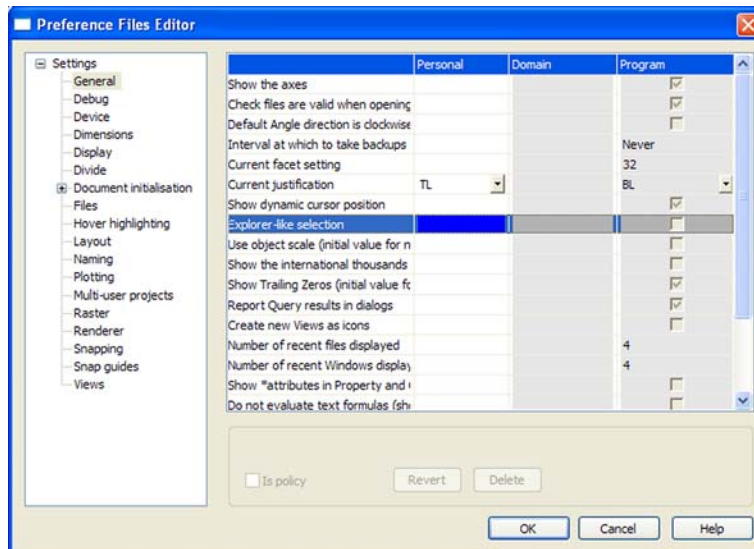 Preference Files Editor
Settings
General
Debug
Device
Dimensions
Display
Divide
Document initialisation
Files
Hover highlighting
Layout
Naming
Plotting
Multi-user projects
Raster
Renderer
Snapping
Snap guides
Views
Personal Domain Program
Show the axes
Check files are valid when opening
Default Angle direction is clockwise
Interval at which to take backups Never
Current facet setting 32
Current justification TL BL
Show dynamic cursor position
Explorer-like selection
Use object scale (initial value for n
Show the international thousands
Show Trailing Zeros (initial value fo
Report Query results in dialogs
Create new Views as icons
Number of recent files displayed 4
Number of recent Windows display 4
Show *attributes in Property and
Do not evaluate text formulas (sh
Is policy Revert Delete
OK Cancel Help